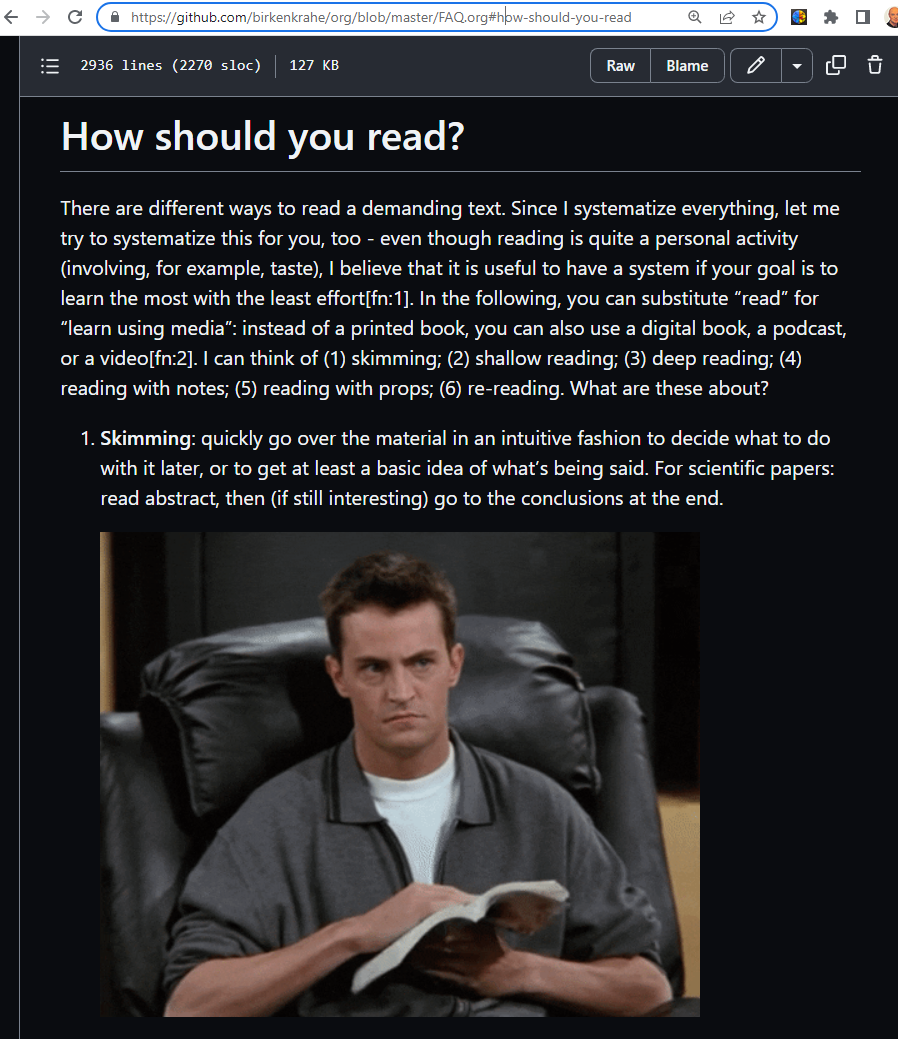 https://github.com/birkenkrahe/org/blob/master/FAQ.org#how-should-you-read
2936 lines (2270 sloc) 127 KB Raw Blame
How should you read?
There are different ways to read a demanding text. Since I systematize everything, let me
try to systematize this for you, too - even though reading is quite a personal activity
(involving, for example, taste), I believe that it is useful to have a system if your goal is to
learn the most with the least effort[fn:1]. In the following, you can substitute “read” for
“learn using media”: instead of a printed book, you can also use a digital book, a podcast,
or a video[fn:2]. I can think of (1) skimming; (2) shallow reading; (3) deep reading; (4)
reading with notes; (5) reading with props; (6) re-reading. What are these about?
1. Skimming: quickly go over the material in an intuitive fashion to decide what to do
with it later, or to get at least a basic idea of what’s being said. For scientific papers:
read abstract, then (if still interesting) go to the conclusions at the end.